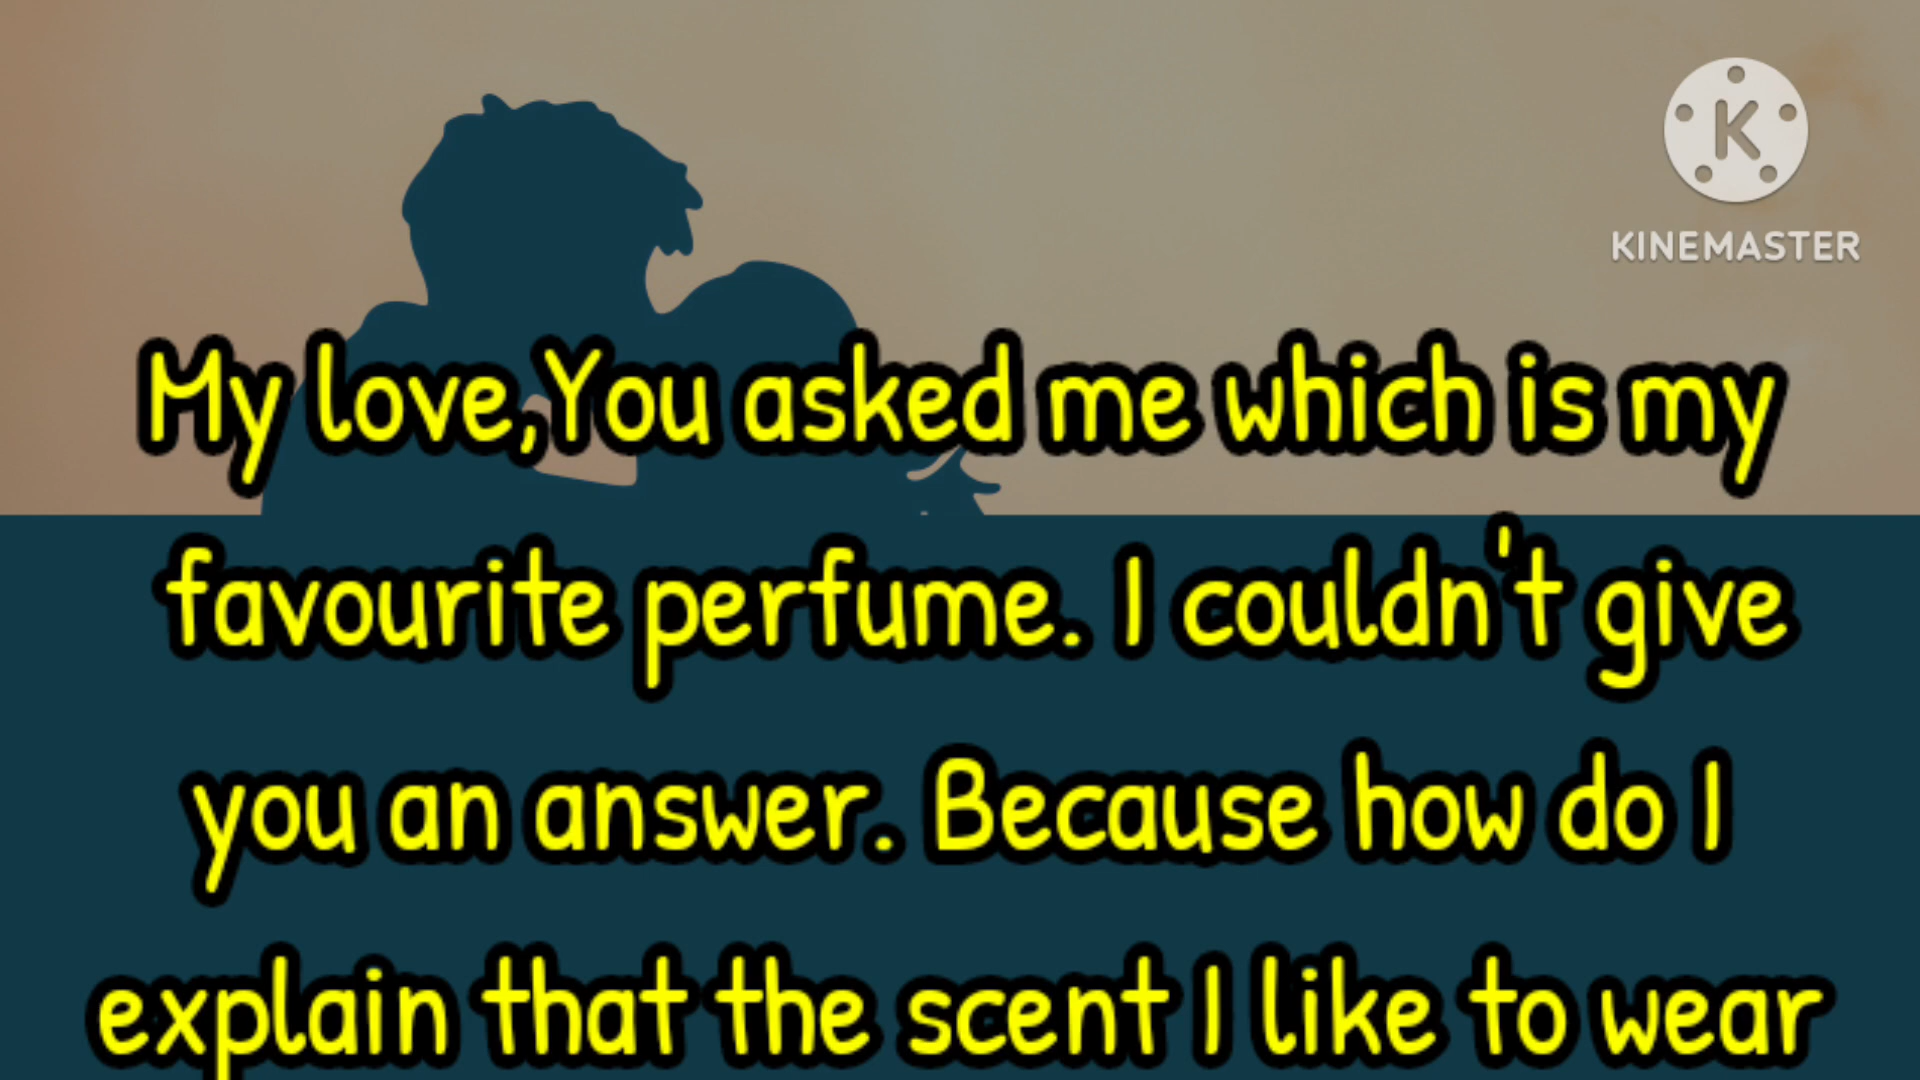 KINEMASTER
My love,You asked me which is my
favourite perfume. I couldn't give
you an answer. Because how do I
explain that the scent I like to wear